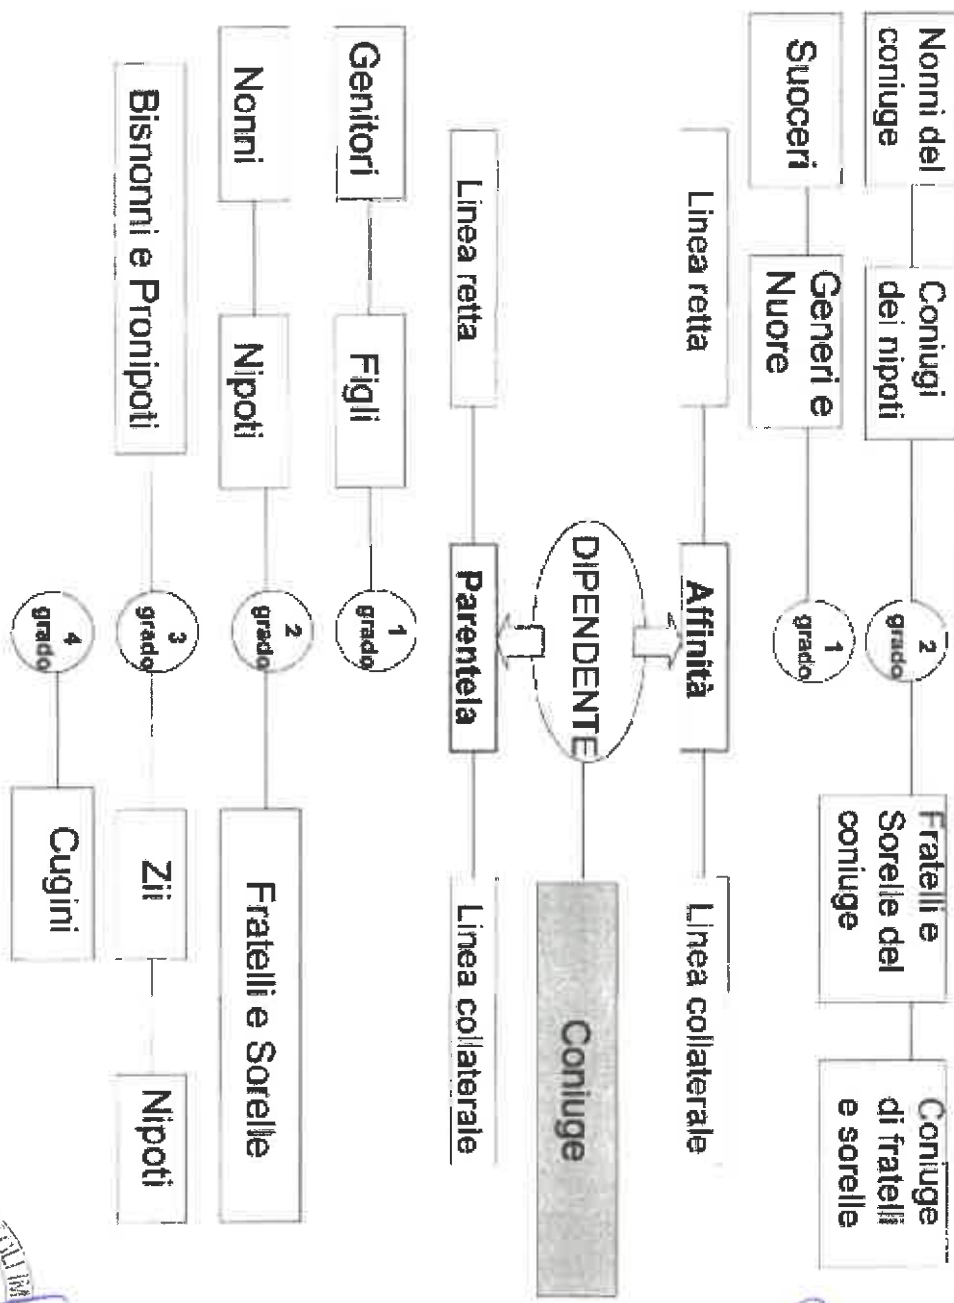 Nonni del
coniuge
Coniugi
dei nipoti
2
grado
Fratelli e
Sorelle del
coniuge
Coniuge
di fratelli
e sorelle
Suoceri
Generi e
Nuore
1
grado
Linea retta
Affinità
Linea collaterale
DIPENDENTE
Coniuge
Linea retta
Parentela
Linea collaterale
Genitori
Figli
1
grado
Nonni
Nipoti
2
grado
Fratelli e Sorelle
Bisnonni e Pronipoti
3
grado
Zii
Nipoti
4
grado
Cugini